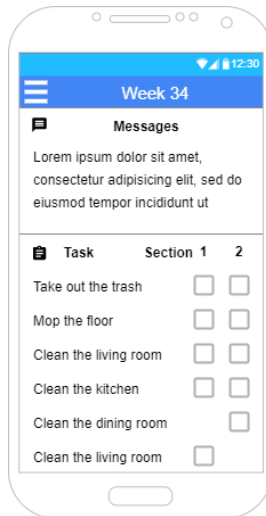 12:30
Week 34
Messages
Lorem ipsum dolor sit amet,
consectetur adipisicing elit, sed do
eiusmod tempor incididunt ut
Task Section 1 2
Take out the trash
Mop the floor
Clean the living room
Clean the kitchen
Clean the dining room
Clean the living room